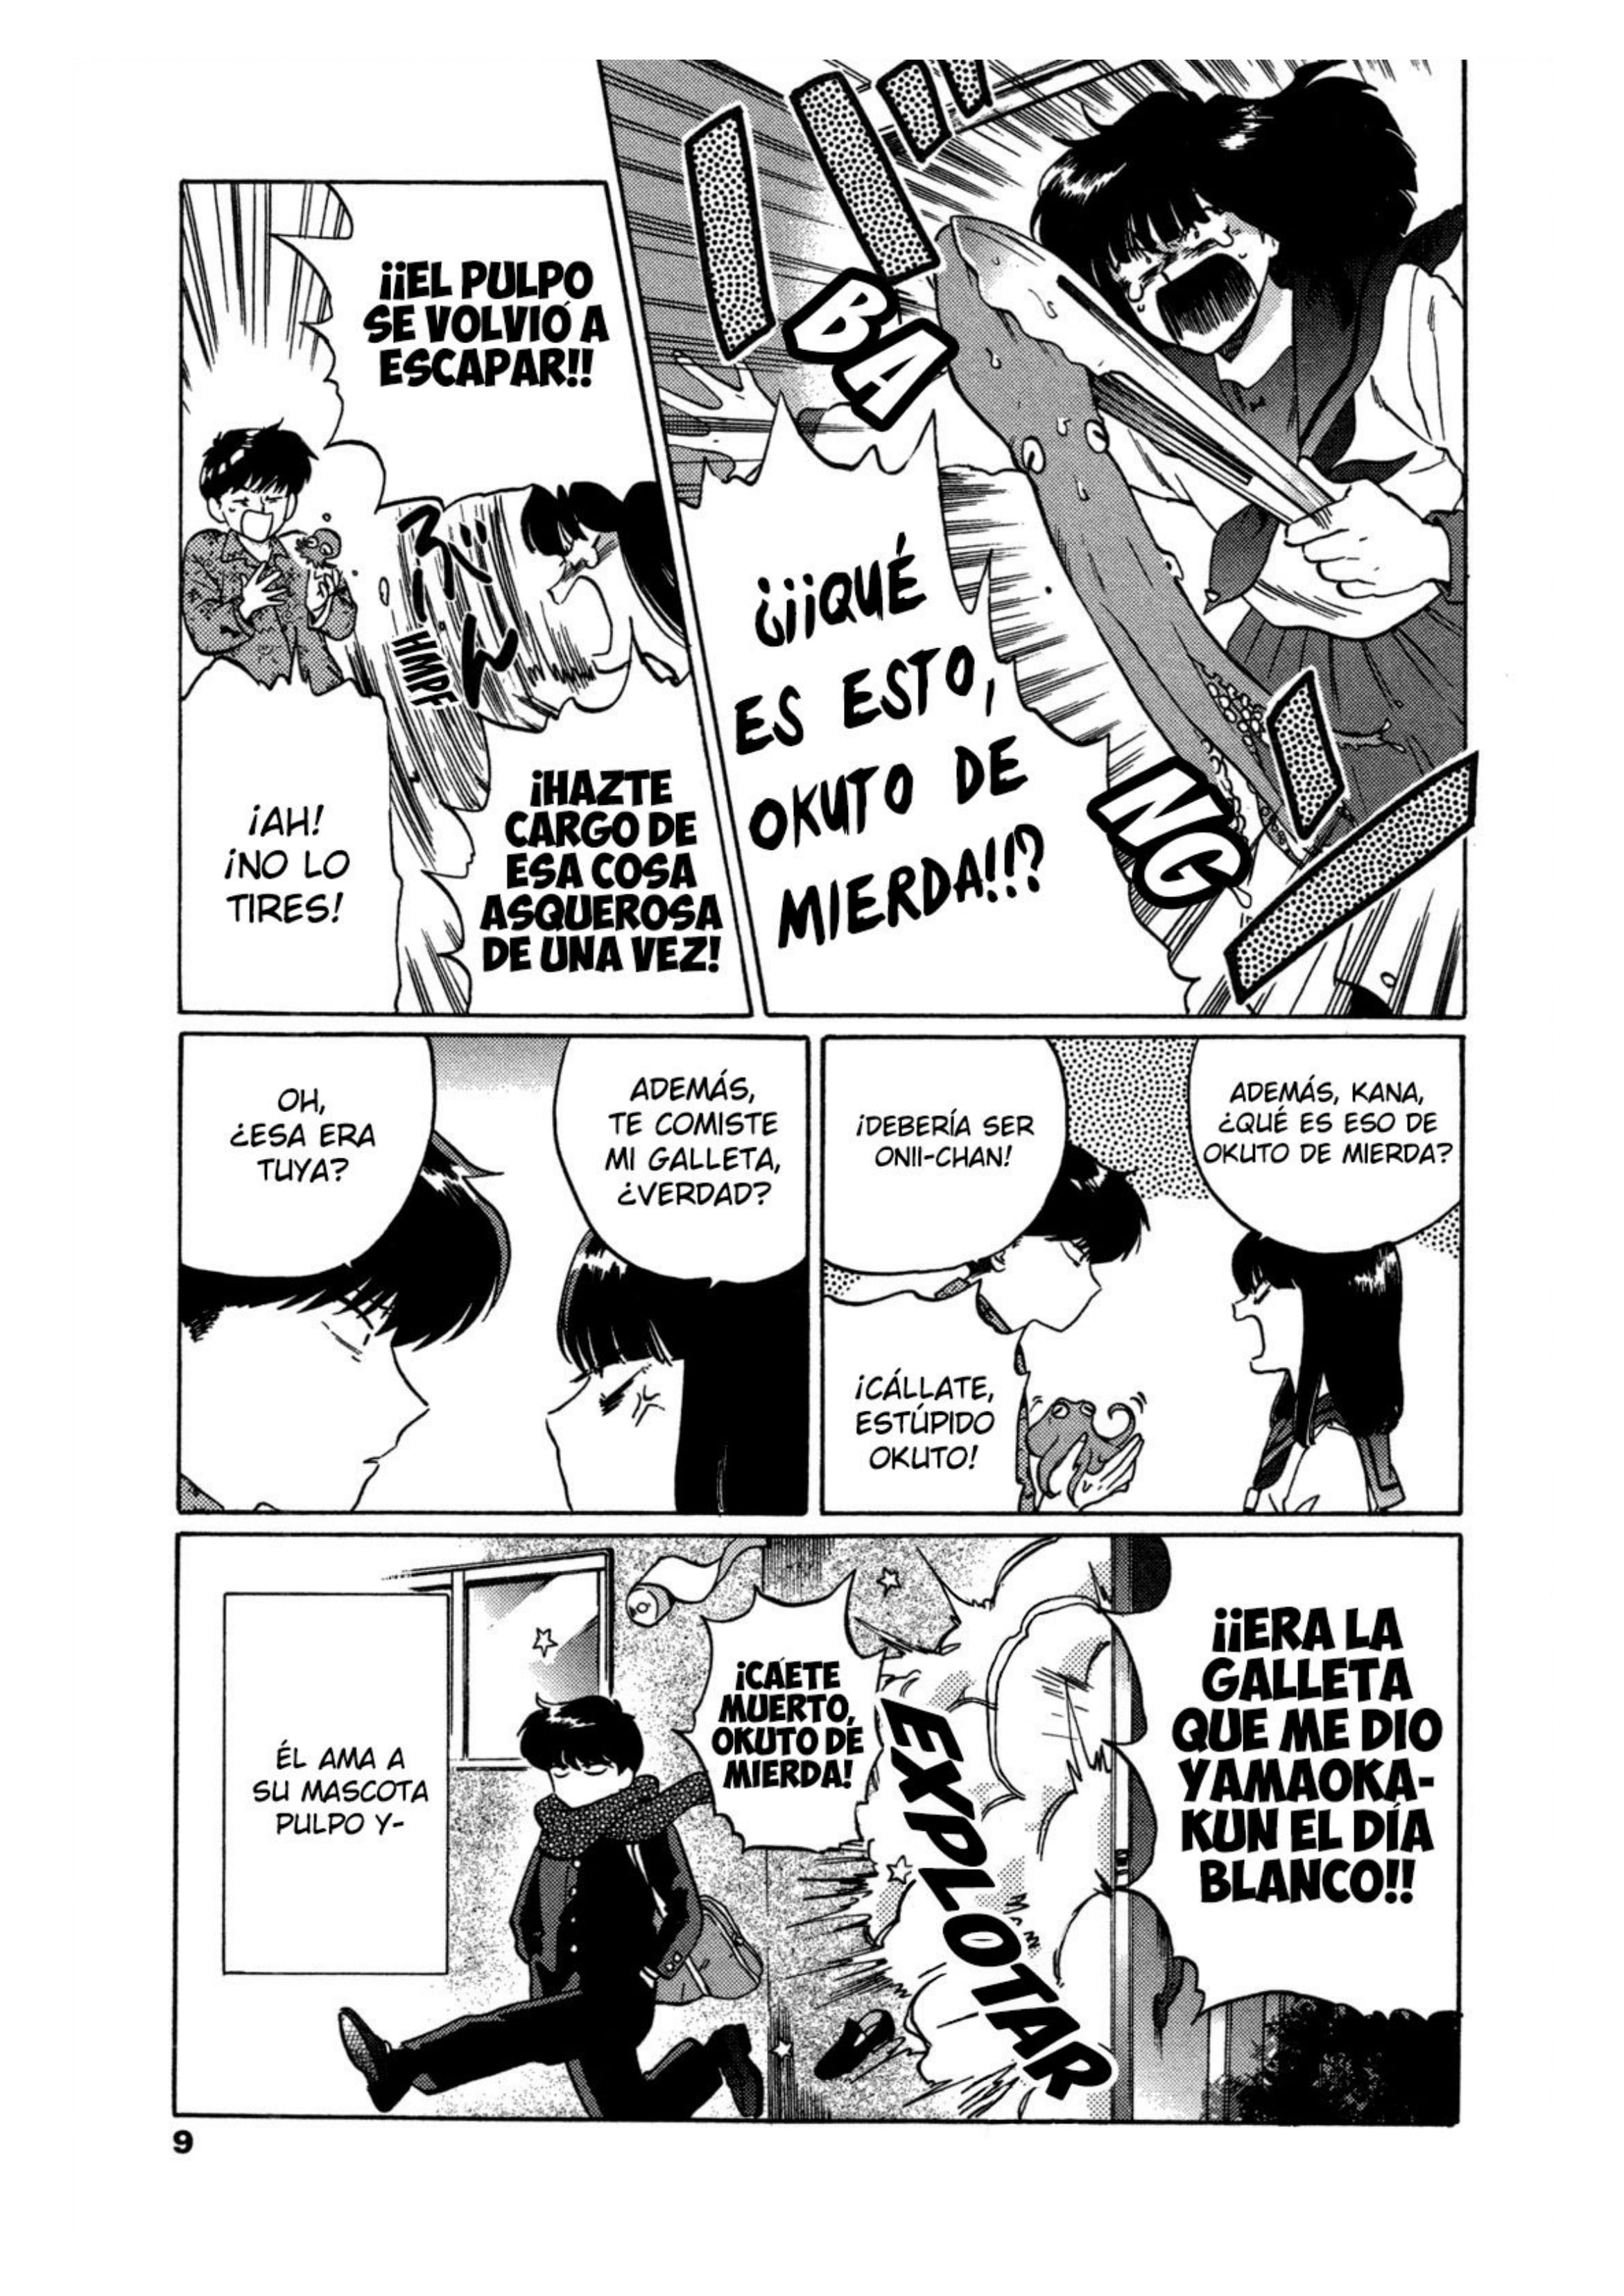 BA
NG
¿¡¡¡QUÉ
ES ESTO,
OKUTO DE
MIERDA!!!?
¡¡EL PULPO
SE VOLVIÓ A
ESCAPAR!!
ぶ
ー
ん
HMPF
¡HAZTE
CARGO DE
ESA COSA
ASQUEROSA
DE UNA VEZ!
¡AH!
¡NO LO
TIRES!
ADEMÁS, KANA,
¿QUÉ ES ESO DE
OKUTO DE MIERDA?
¡DEBERÍA SER
ONII-CHAN!
¡CÁLLATE,
ESTÚPIDO
OKUTO!
ADEMÁS,
TE COMISTE
MI GALLETA,
¿VERDAD?
OH,
¿ESA ERA
TUYA?
¡¡ERA LA
GALLETA
QUE ME DIO
YAMAOKA-
KUN EL DÍA
BLANCO!!
EXPLOTAR
¡CÁETE
MUERTO,
OKUTO DE
MIERDA!
ÉL AMA A
SU MASCOTA
PULPO Y-
9